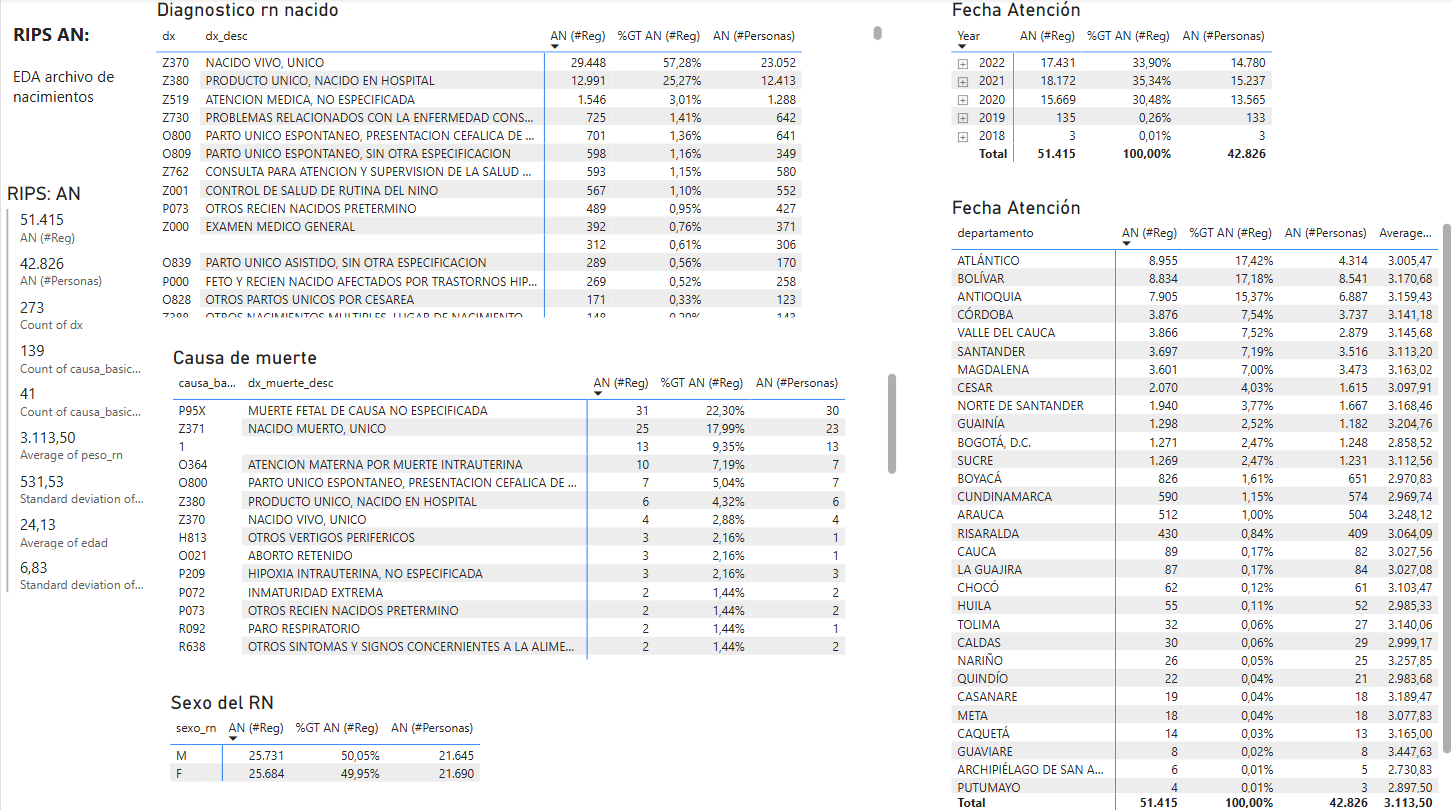 RIPS AN:
EDA archivo de
nacimientos
RIPS: AN
51.415
AN (#Reg)
42.826
AN (#Personas)
273
Count of dx
139
Count of causa_basic...
41
Count of causa_basic...
3.113,50
Average of peso_rn
531,53
Standard deviation of...
24,13
Average of edad
6,83
Standard deviation of...
Diagnostico rn nacido
dx dx_desc AN (#Reg) %GT AN (#Reg) AN (#Personas)
Z370 NACIDO VIVO, UNICO 29.448 57,28% 23.052
Z380 PRODUCTO UNICO, NACIDO EN HOSPITAL 12.991 25,27% 12.413
Z519 ATENCION MEDICA, NO ESPECIFICADA 1.546 3,01% 1.288
Z730 PROBLEMAS RELACIONADOS CON LA ENFERMEDAD CONS... 725 1,41% 642
O800 PARTO UNICO ESPONTANEO, PRESENTACION CEFALICA DE ... 701 1,36% 641
O809 PARTO UNICO ESPONTANEO, SIN OTRA ESPECIFICACION 598 1,16% 349
Z762 CONSULTA PARA ATENCION Y SUPERVISION DE LA SALUD ... 593 1,15% 580
Z001 CONTROL DE SALUD DE RUTINA DEL NINO 567 1,10% 552
P073 OTROS RECIEN NACIDOS PRETERMINO 489 0,95% 427
Z000 EXAMEN MEDICO GENERAL 392 0,76% 371
312 0,61% 306
O839 PARTO UNICO ASISTIDO, SIN OTRA ESPECIFICACION 289 0,56% 170
P000 FETO Y RECIEN NACIDO AFECTADOS POR TRASTORNOS HIP... 269 0,52% 258
O828 OTROS PARTOS UNICOS POR CESAREA 171 0,33% 123
Z388 OTROS NACIMIENTOS MULTIPLES, LUGAR DE NACIMIENTO 148 0,29% 143
Causa de muerte
causa_ba... dx_muerte_desc AN (#Reg) %GT AN (#Reg) AN (#Personas)
P95X MUERTE FETAL DE CAUSA NO ESPECIFICADA 31 22,30% 30
Z371 NACIDO MUERTO, UNICO 25 17,99% 23
1 13 9,35% 13
O364 ATENCION MATERNA POR MUERTE INTRAUTERINA 10 7,19% 7
O800 PARTO UNICO ESPONTANEO, PRESENTACION CEFALICA DE ... 7 5,04% 7
Z380 PRODUCTO UNICO, NACIDO EN HOSPITAL 6 4,32% 6
Z370 NACIDO VIVO, UNICO 4 2,88% 4
H813 OTROS VERTIGOS PERIFERICOS 3 2,16% 1
O021 ABORTO RETENIDO 3 2,16% 1
P209 HIPOXIA INTRAUTERINA, NO ESPECIFICADA 3 2,16% 3
P072 INMATURIDAD EXTREMA 2 1,44% 2
P073 OTROS RECIEN NACIDOS PRETERMINO 2 1,44% 2
R092 PARO RESPIRATORIO 2 1,44% 1
R638 OTROS SINTOMAS Y SIGNOS CONCERNIENTES A LA ALIME... 2 1,44% 2
Sexo del RN
sexo_rn AN (#Reg) %GT AN (#Reg) AN (#Personas)
M 25.731 50,05% 21.645
F 25.684 49,95% 21.690
Fecha Atención
Year AN (#Reg) %GT AN (#Reg) AN (#Personas)
2022 17.431 33,90% 14.780
2021 18.172 35,34% 15.237
2020 15.669 30,48% 13.565
2019 135 0,26% 133
2018 3 0,01% 3
Total 51.415 100,00% 42.826
Fecha Atención
departamento AN (#Reg) %GT AN (#Reg) AN (#Personas) Average...
ATLÁNTICO 8.955 17,42% 4.314 3.005,47
BOLÍVAR 8.834 17,18% 8.541 3.170,68
ANTIOQUIA 7.905 15,37% 6.887 3.159,43
CÓRDOBA 3.876 7,54% 3.737 3.141,18
VALLE DEL CAUCA 3.866 7,52% 2.879 3.145,68
SANTANDER 3.697 7,19% 3.516 3.113,20
MAGDALENA 3.601 7,00% 3.473 3.163,02
CESAR 2.070 4,03% 1.615 3.097,91
NORTE DE SANTANDER 1.940 3,77% 1.667 3.168,46
GUAINÍA 1.298 2,52% 1.182 3.204,76
BOGOTÁ, D.C. 1.271 2,47% 1.248 2.858,52
SUCRE 1.269 2,47% 1.231 3.112,56
BOYACÁ 826 1,61% 651 2.970,83
CUNDINAMARCA 590 1,15% 574 2.969,74
ARAUCA 512 1,00% 504 3.248,12
RISARALDA 430 0,84% 409 3.064,09
CAUCA 89 0,17% 82 3.027,56
LA GUAJIRA 87 0,17% 84 3.027,08
CHOCÓ 62 0,12% 61 3.103,47
HUILA 55 0,11% 52 2.985,33
TOLIMA 32 0,06% 27 3.140,06
CALDAS 30 0,06% 29 2.999,17
NARIÑO 26 0,05% 25 3.257,85
QUINDÍO 22 0,04% 21 2.983,68
CASANARE 19 0,04% 18 3.189,47
META 18 0,04% 18 3.077,83
CAQUETÁ 14 0,03% 13 3.165,00
GUAVIARE 8 0,02% 8 3.447,63
ARCHIPIÉLAGO DE SAN A... 6 0,01% 5 2.730,83
PUTUMAYO 4 0,01% 3 2.897,50
Total 51.415 100,00% 42.826 3.113,50